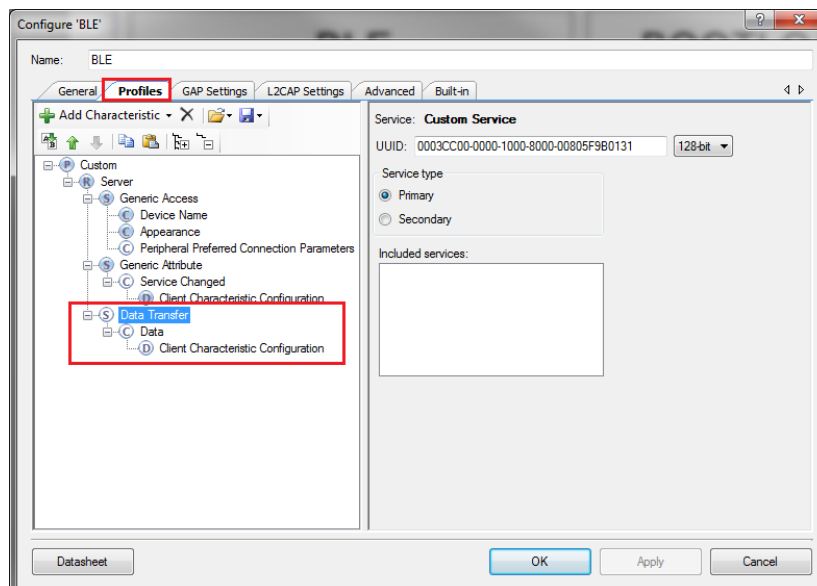 Configure 'BLE'
Name: BLE
General Profiles GAP Settings L2CAP Settings Advanced Built-in
Add Characteristic
Custom
Server
Generic Access
Device Name
Appearance
Peripheral Preferred Connection Parameters
Generic Attribute
Service Changed
Client Characteristic Configuration
Data Transfer
Data
Client Characteristic Configuration
Service: Custom Service
UUID: 0003CC00-0000-1000-8000-00805F9B0131 128-bit
Service type
Primary
Secondary
Included services:
Datasheet OK Apply Cancel